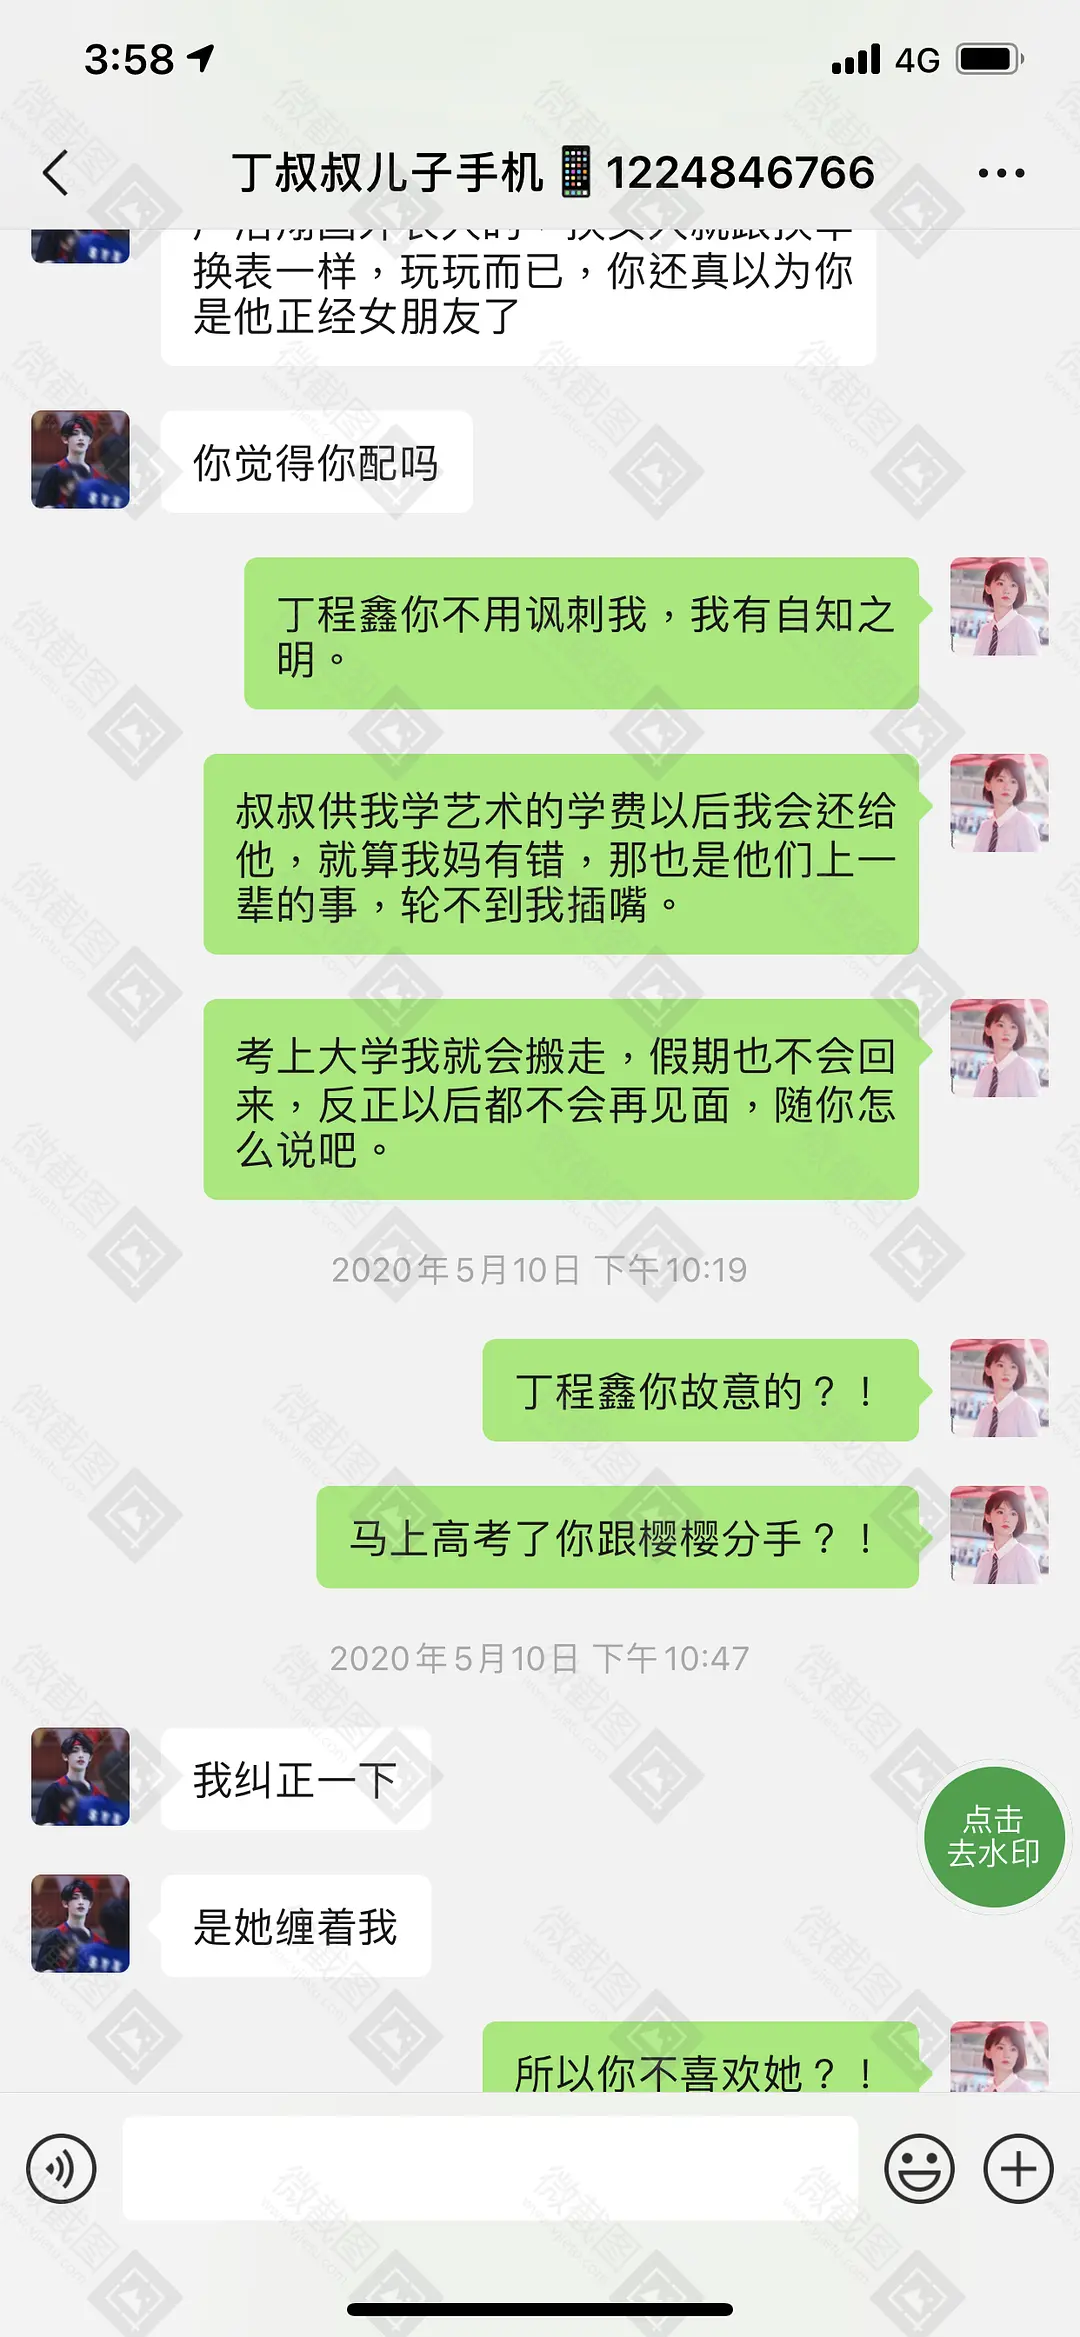 3:58
4G
丁叔叔儿子手机📱1224846766
换表一样，玩玩而已，你还真以为你
是他正经女朋友了
你觉得你配吗
丁程鑫你不用讽刺我，我有自知之
明。
叔叔供我学艺术的学费以后我会还给
他，就算我妈有错，那也是他们上一
辈的事，轮不到我插嘴。
考上大学我就会搬走，假期也不会回
来，反正以后都不会再见面，随你怎
么说吧。
2020年5月10日 下午10:19
丁程鑫你故意的？！
马上高考了你跟樱樱分手？！
2020年5月10日 下午10:47
我纠正一下
是她缠着我
点击
去水印
所以你不喜欢她？！
微截图